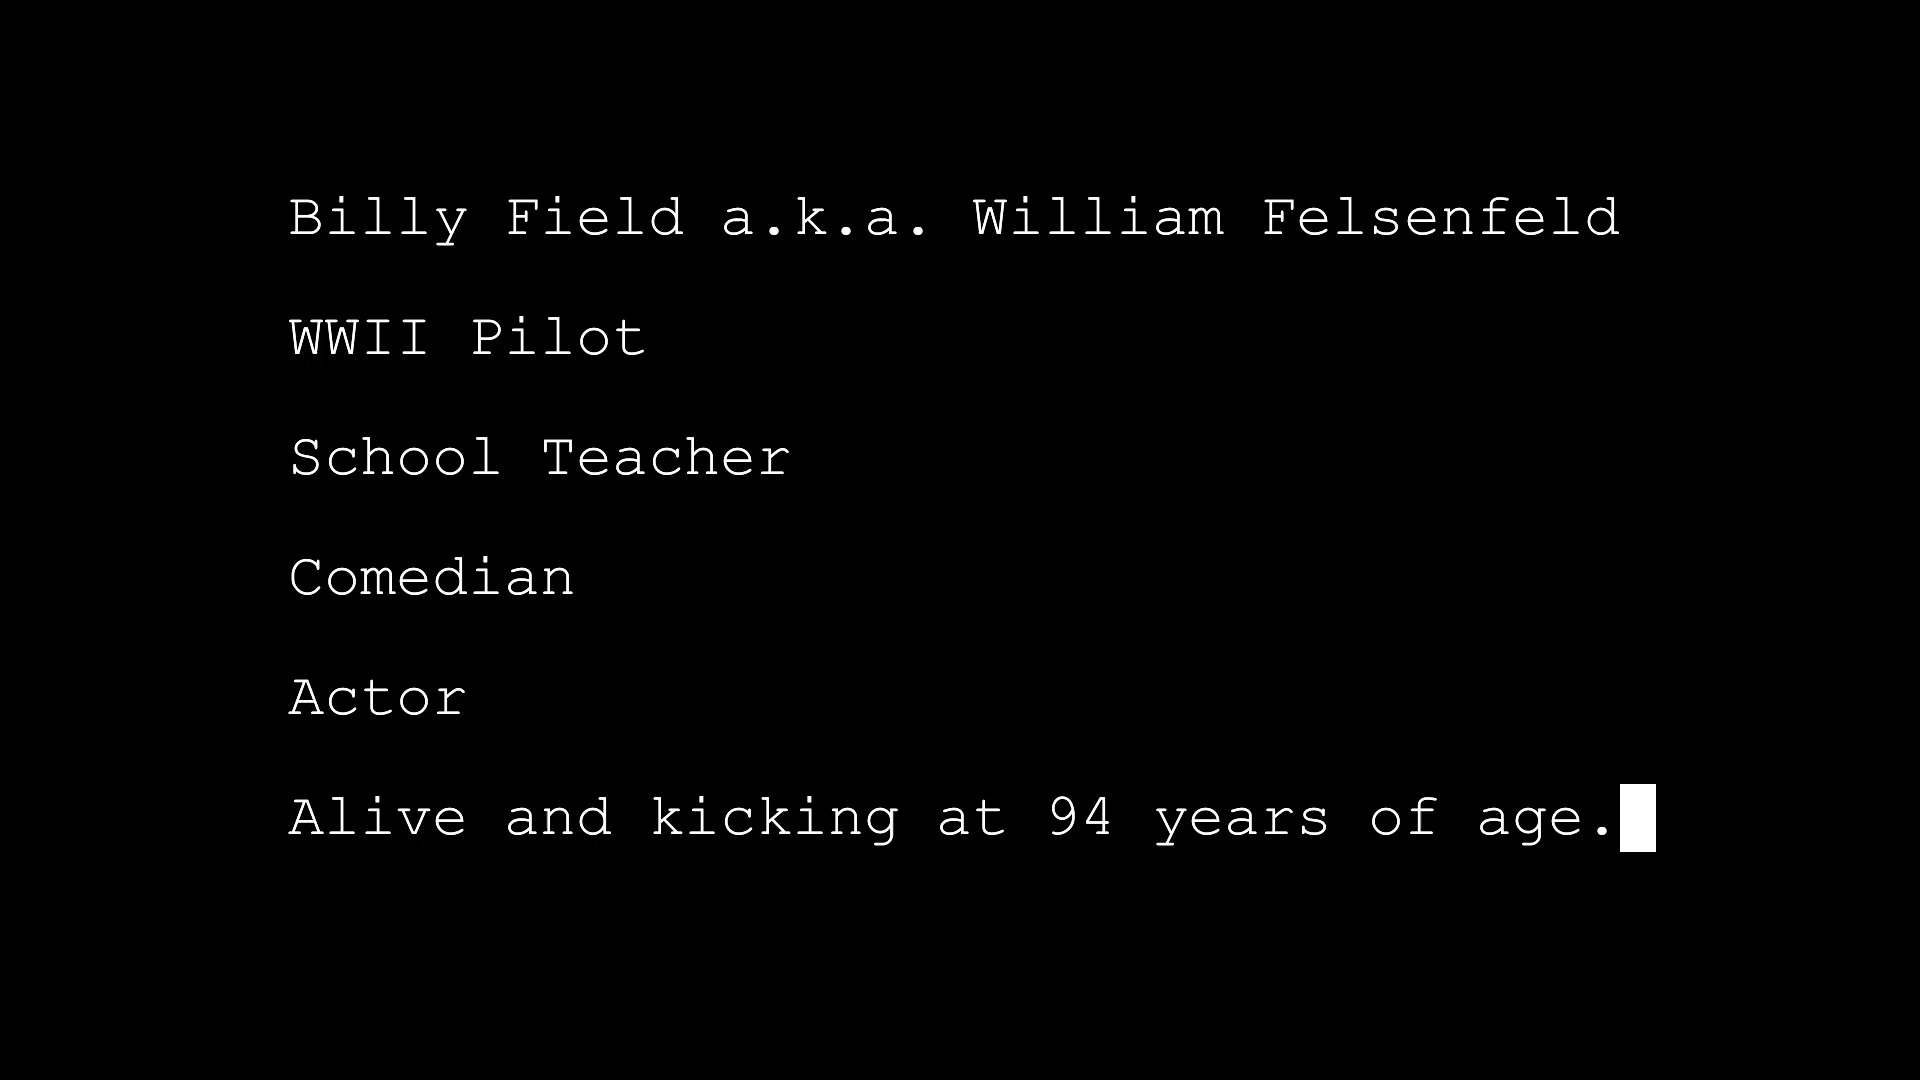 Billy Field a.k.a. William Felsenfeld
WWII Pilot
School Teacher
Comedian
Actor
Alive and kicking at 94 years of age.